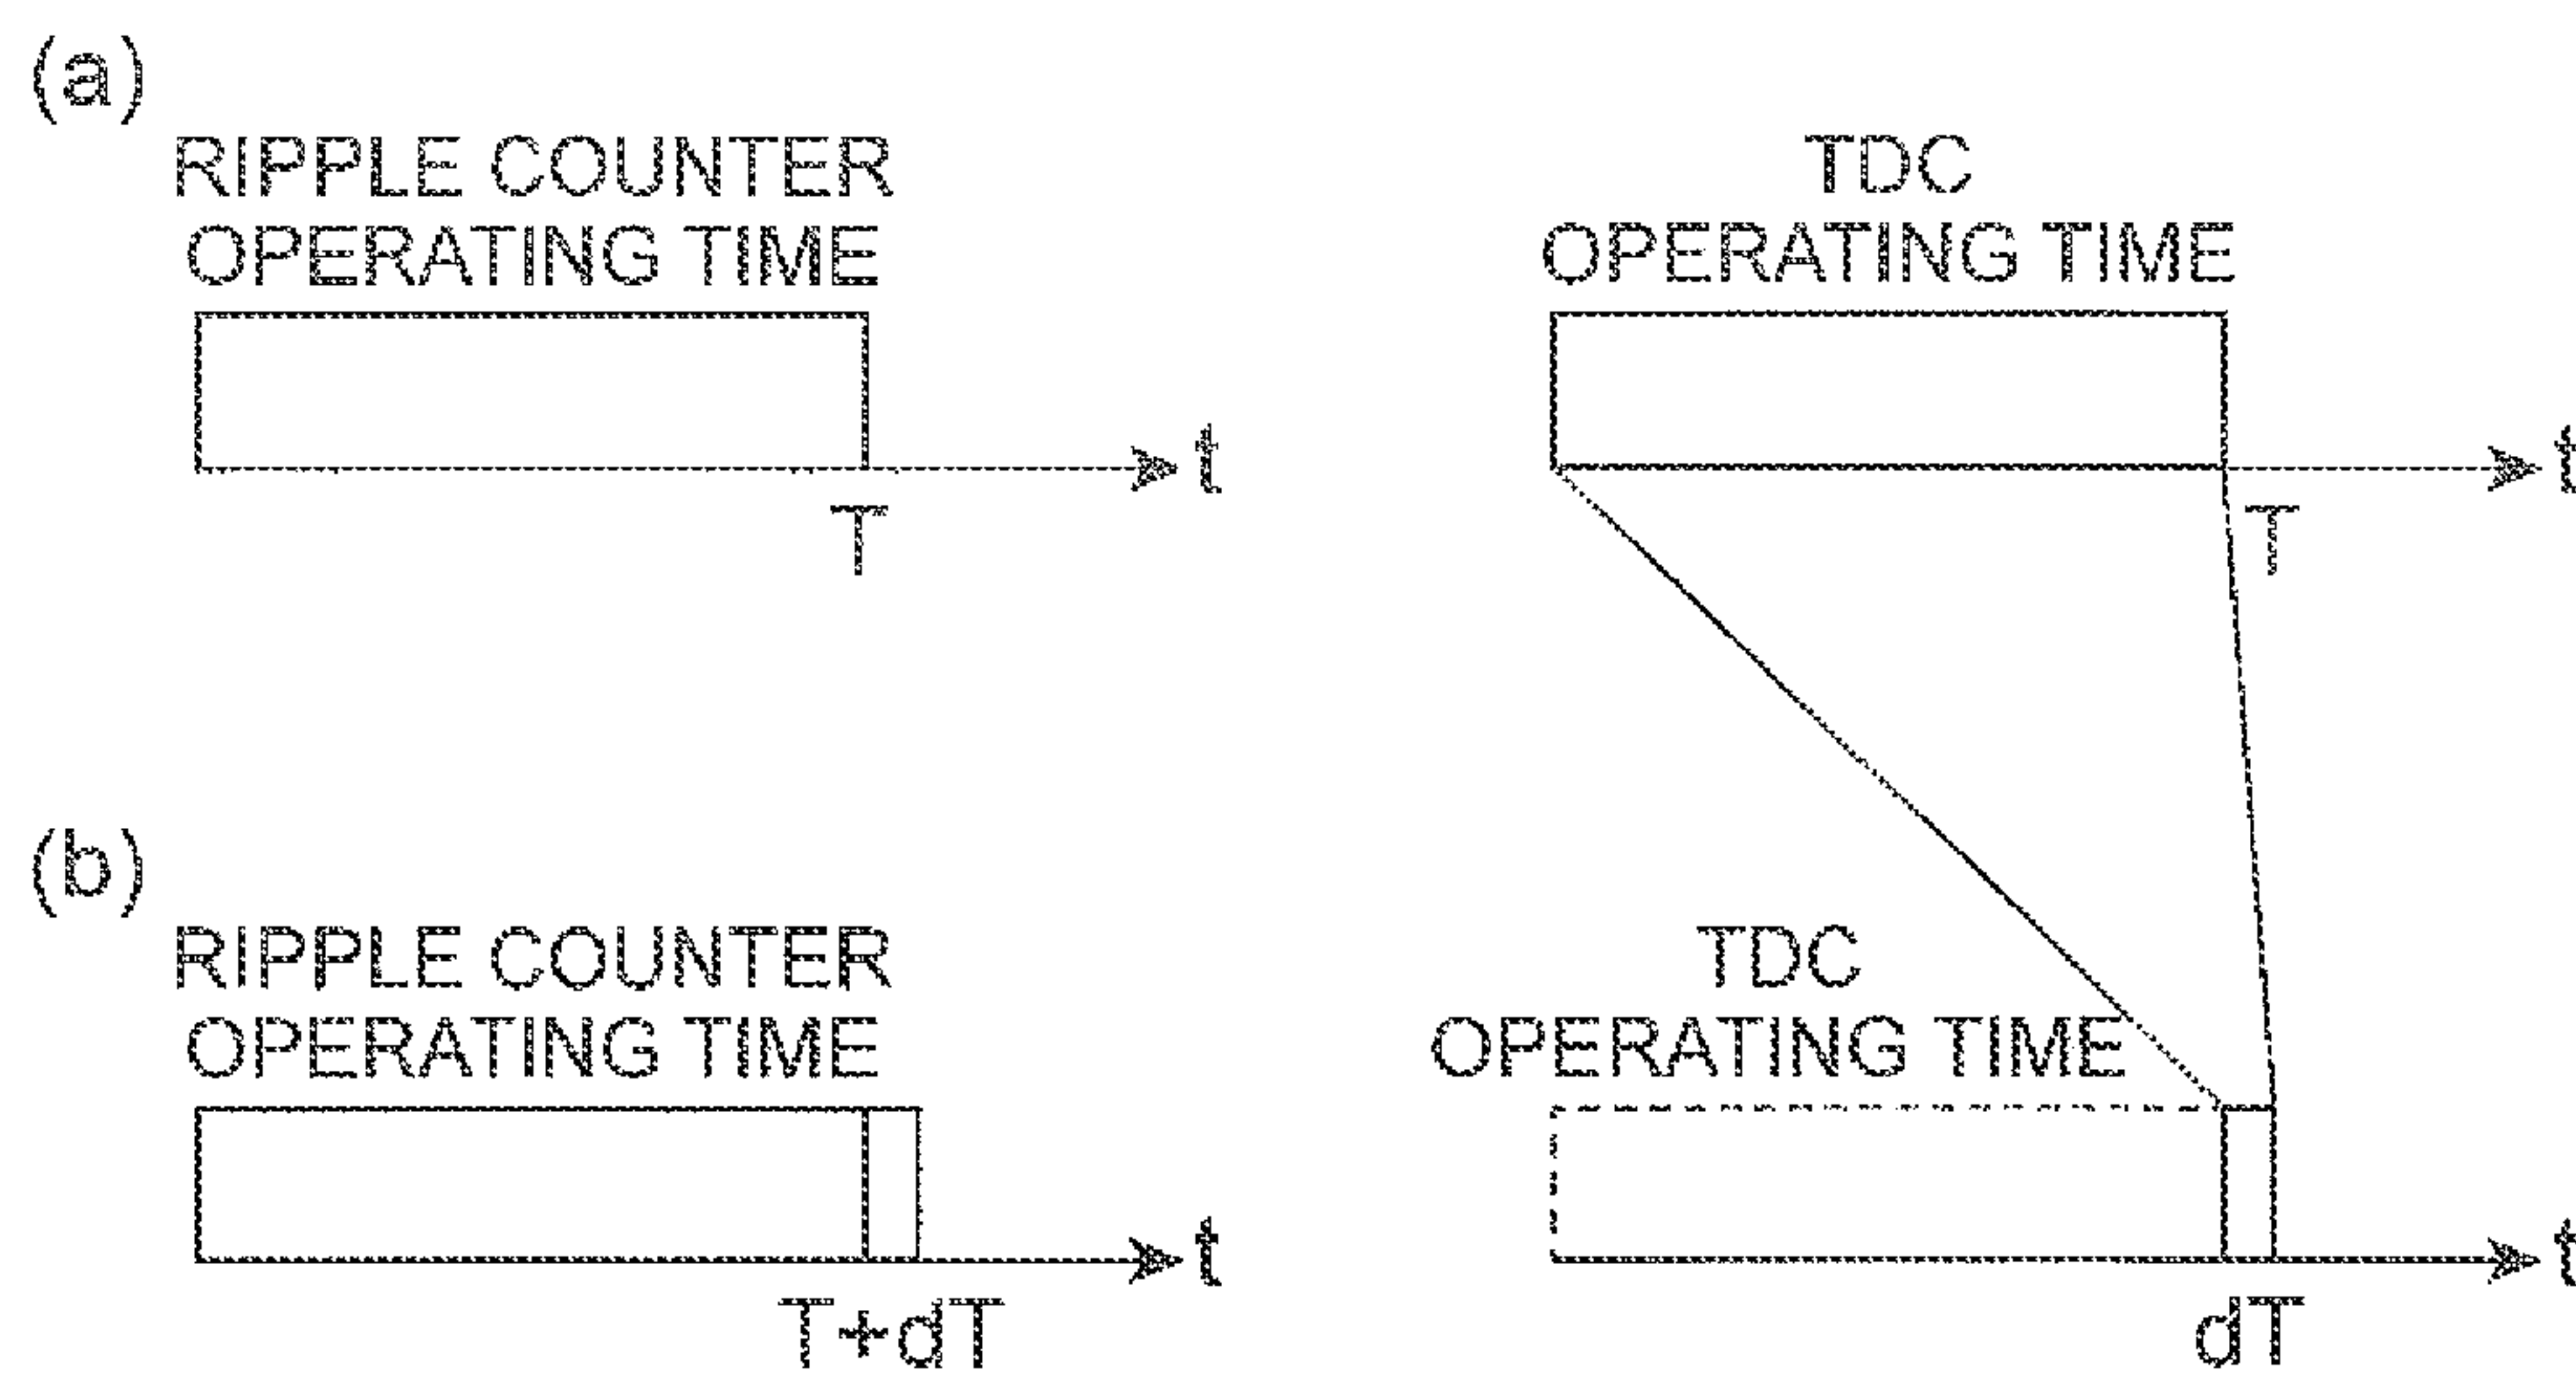 (a)
RIPPLE COUNTER
OPERATING TIME
t
T
TDC
OPERATING TIME
t
T
(b)
RIPPLE COUNTER
OPERATING TIME
t
T+dT
TDC
OPERATING TIME
t
dT